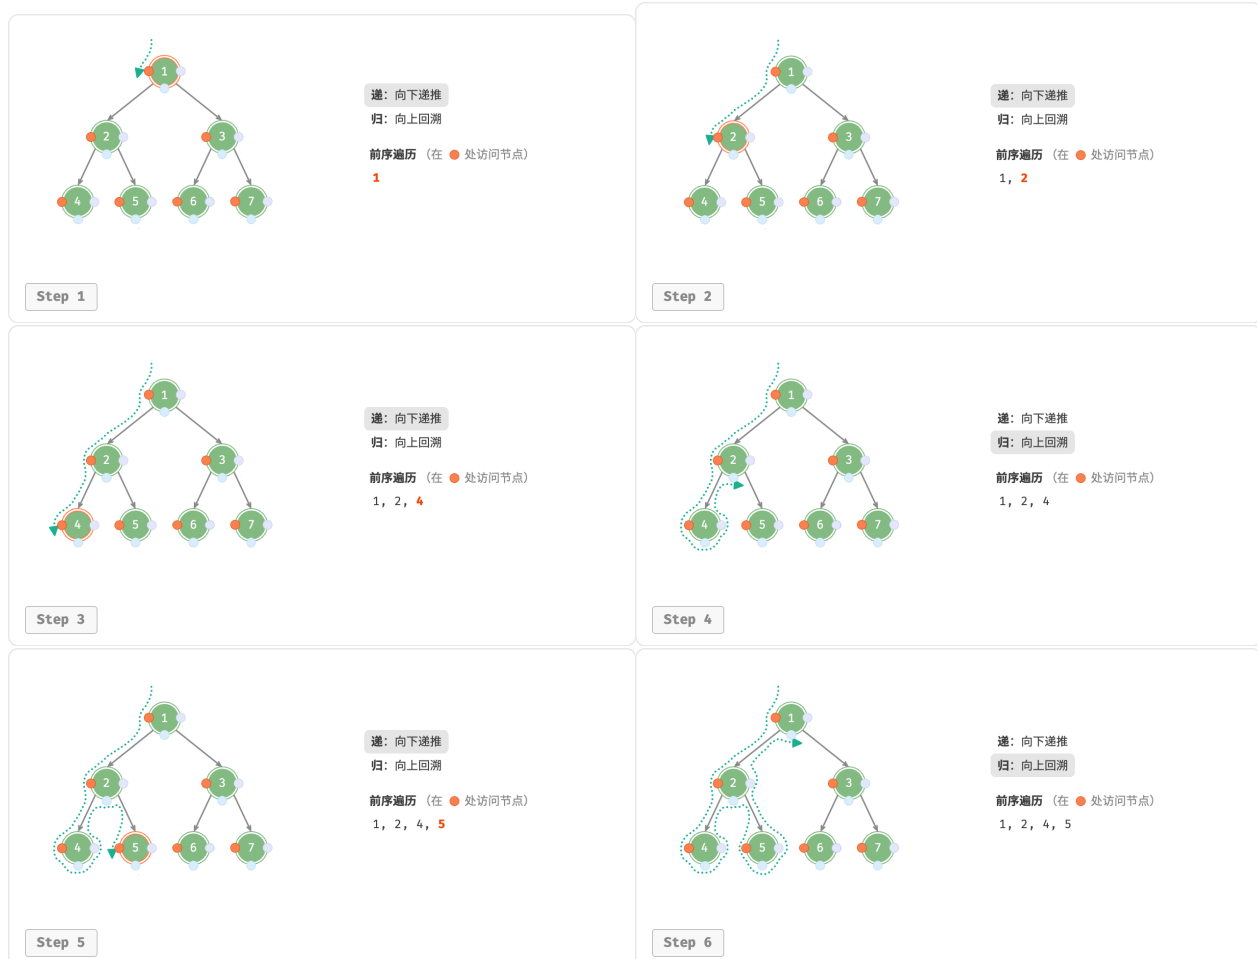 1
2 3
4 5 6 7
递：向下递推
归：向上回溯
前序遍历（在 处访问节点）
1
Step 1
1
2 3
4 5 6 7
递：向下递推
归：向上回溯
前序遍历（在 处访问节点）
1, 2
Step 2
1
2 3
4 5 6 7
递：向下递推
归：向上回溯
前序遍历（在 处访问节点）
1, 2, 4
Step 3
1
2 3
4 5 6 7
递：向下递推
归：向上回溯
前序遍历（在 处访问节点）
1, 2, 4
Step 4
1
2 3
4 5 6 7
递：向下递推
归：向上回溯
前序遍历（在 处访问节点）
1, 2, 4, 5
Step 5
1
2 3
4 5 6 7
递：向下递推
归：向上回溯
前序遍历（在 处访问节点）
1, 2, 4, 5
Step 6